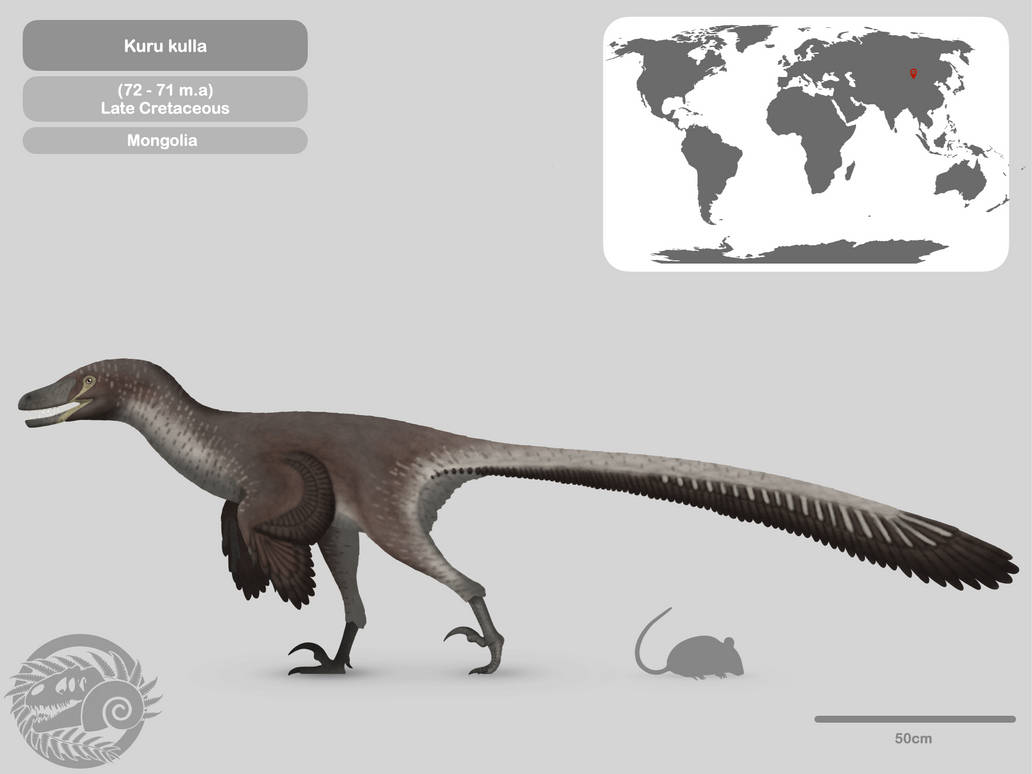 Kuru kulla
(72 - 71 m.a)
Late Cretaceous
Mongolia
50cm